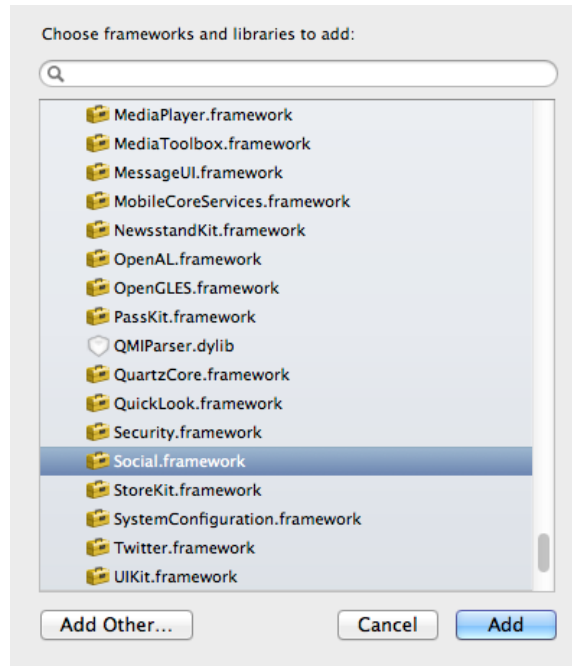 Choose frameworks and libraries to add:
MediaPlayer.framework
MediaToolbox.framework
MessageUI.framework
MobileCoreServices.framework
NewsstandKit.framework
OpenAL.framework
OpenGLES.framework
PassKit.framework
QMIParser.dylib
QuartzCore.framework
QuickLook.framework
Security.framework
Social.framework
StoreKit.framework
SystemConfiguration.framework
Twitter.framework
UIKit.framework
Add Other... Cancel Add